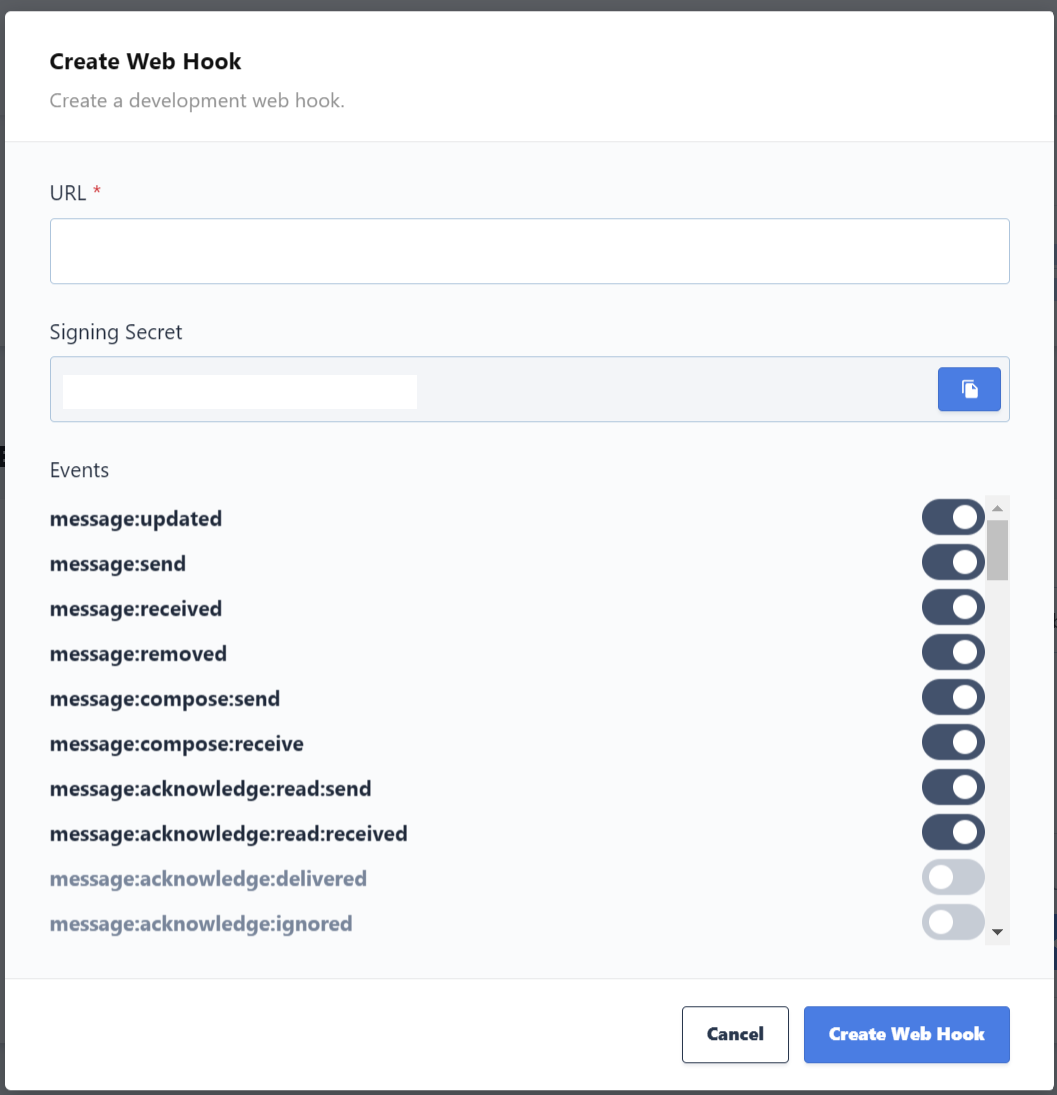 Create Web Hook
Create a development web hook.
URL *
Signing Secret
Events
message:updated
message:send
message:received
message:removed
message:compose:send
message:compose:receive
message:acknowledge:read:send
message:acknowledge:read:received
message:acknowledge:delivered
message:acknowledge:ignored
Cancel
Create Web Hook